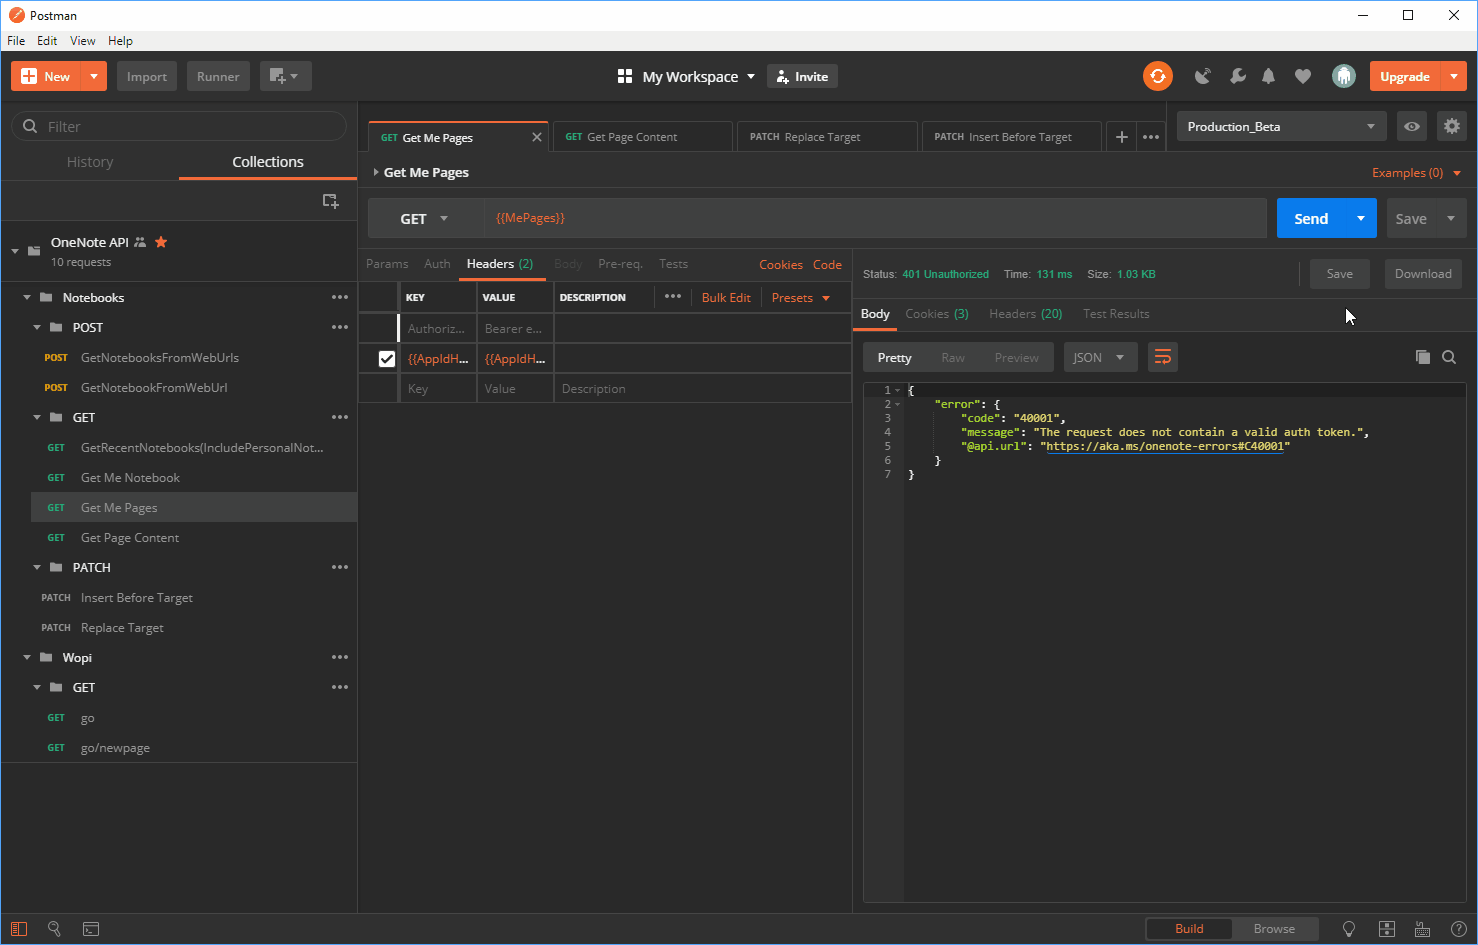 Postman
File Edit View Help
New Import Runner My Workspace Invite Upgrade
Filter
History Collections
OneNote API
10 requests
Notebooks
POST
POST GetNotebooksFromWebUrls
POST GetNotebookFromWebUrl
GET
GET GetRecentNotebooks(IncludePersonalNot...
GET Get Me Notebook
GET Get Me Pages
GET Get Page Content
PATCH
PATCH Insert Before Target
PATCH Replace Target
Wopi
GET
GET go
GET go/newpage
GET Get Me Pages GET Get Page Content PATCH Replace Target PATCH Insert Before Target
Production_Beta
Get Me Pages Examples (0)
GET {{MePages}} Send Save
Params Auth Headers (2) Body Pre-req. Tests Cookies Code
KEY VALUE DESCRIPTION Bulk Edit Presets
Authoriz... Bearer e...
{{AppIdH... {{AppIdH...
Key Value Description
Status: 401 Unauthorized Time: 131 ms Size: 1.03 KB Save Download
Body Cookies (3) Headers (20) Test Results
Pretty Raw Preview JSON
1 {
2 "error": {
3 "code": "40001",
4 "message": "The request does not contain a valid auth token.",
5 "@api.url": "https://aka.ms/onenote-errors#C40001"
6 }
7 }
Build Browse